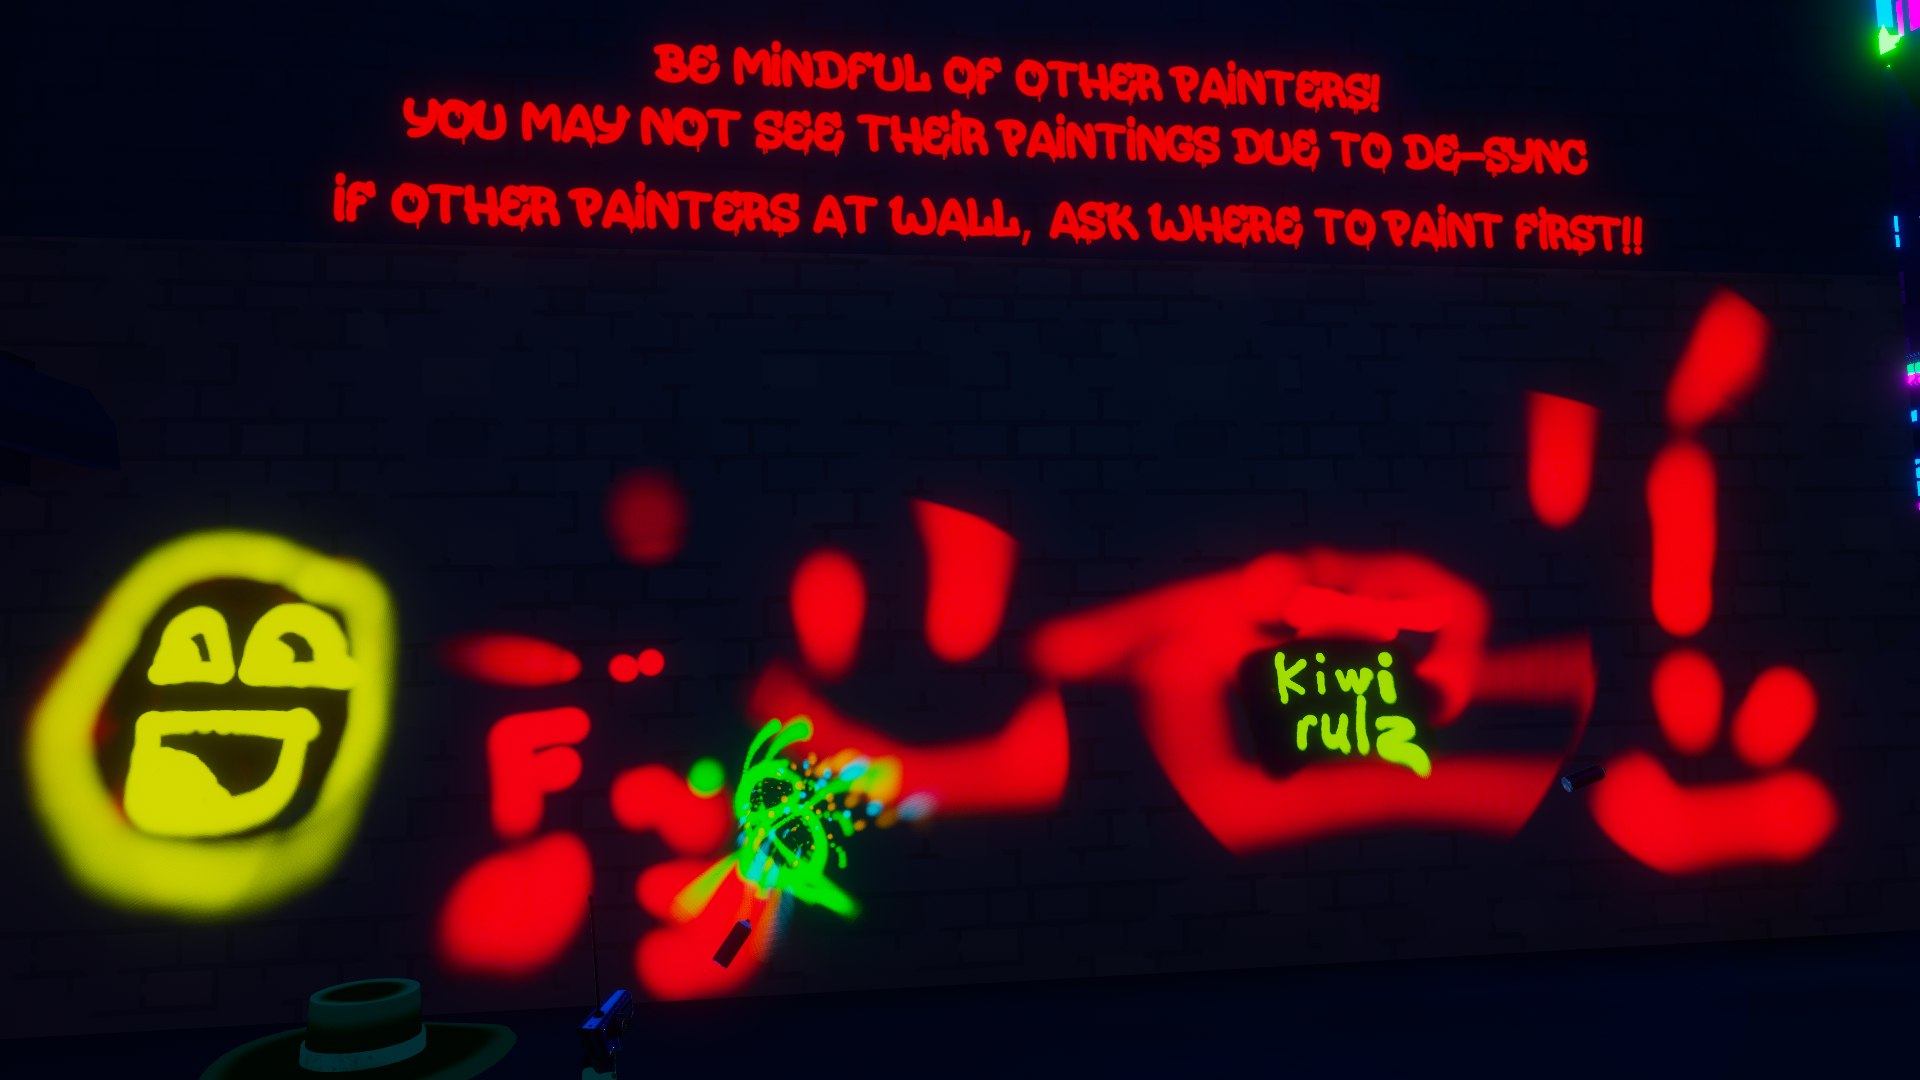 BE MINDFUL OF OTHER PAINTERS!
YOU MAY NOT SEE THEIR PAINTINGS DUE TO DE-SYNC
IF OTHER PAINTERS AT WALL, ASK WHERE TO PAINT FIRST!!
Kiwi
rulz
F